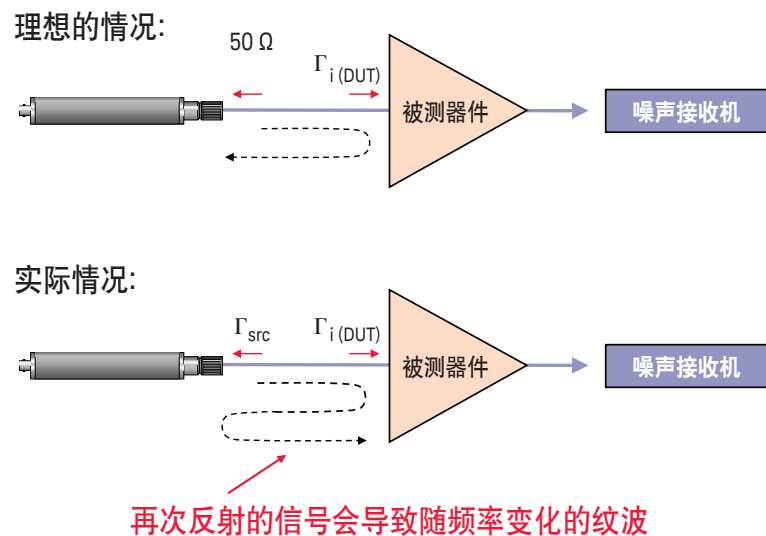 理想的情况:
50 Ω
Γi (DUT)
被测器件
噪声接收机
实际情况:
Γsrc
Γi (DUT)
被测器件
噪声接收机
再次反射的信号会导致随频率变化的纹波